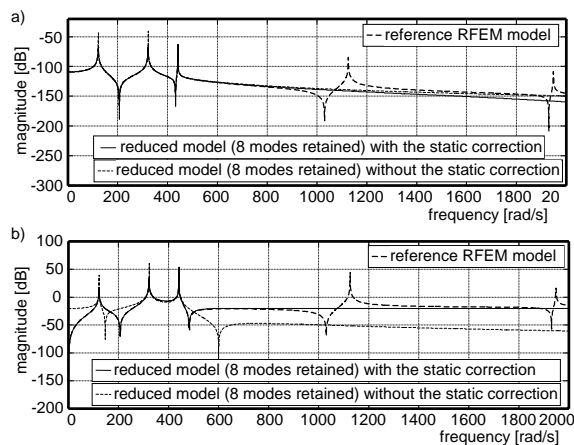 a)
magnitude [dB]
-50
-100
-150
-200
-250
-300
reference RFEM model
reduced model (8 modes retained) with the static correction
reduced model (8 modes retained) without the static correction
0 200 400 600 800 1000 1200 1400 1600 1800 20
frequency [rad/s]
b)
magnitude [dB]
100
50
0
-50
-100
-150
-200
reference RFEM model
reduced model (8 modes retained) with the static correction
reduced model (8 modes retained) without the static correction
0 200 400 600 800 1000 1200 1400 1600 1800 2000
frequency [rad/s]